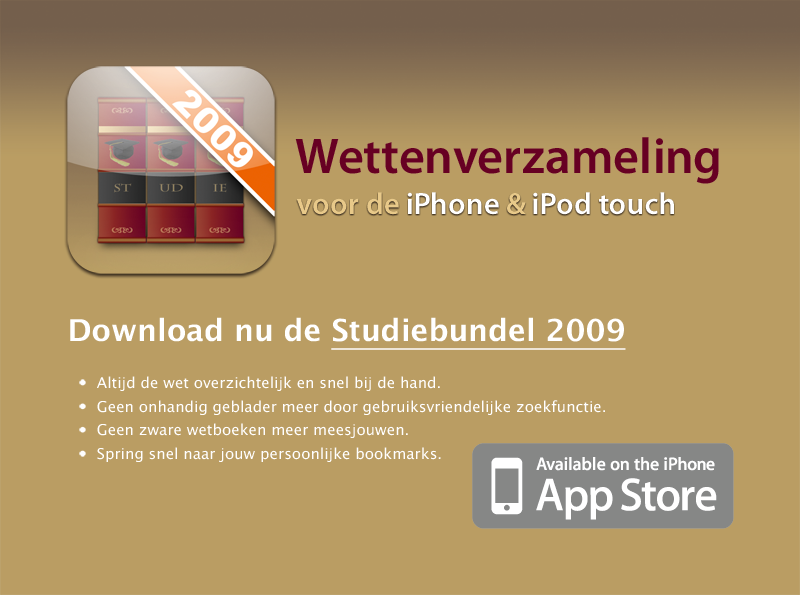 2009
ST UD IE
Wettenverzameling
voor de iPhone & iPod touch
Download nu de Studiebundel 2009
Altijd de wet overzichtelijk en snel bij de hand.
Geen onhandig geblader meer door gebruiksvriendelijke zoekfunctie.
Geen zware wetboeken meer meesjouwen.
Spring snel naar jouw persoonlijke bookmarks.
Available on the iPhone
App Store